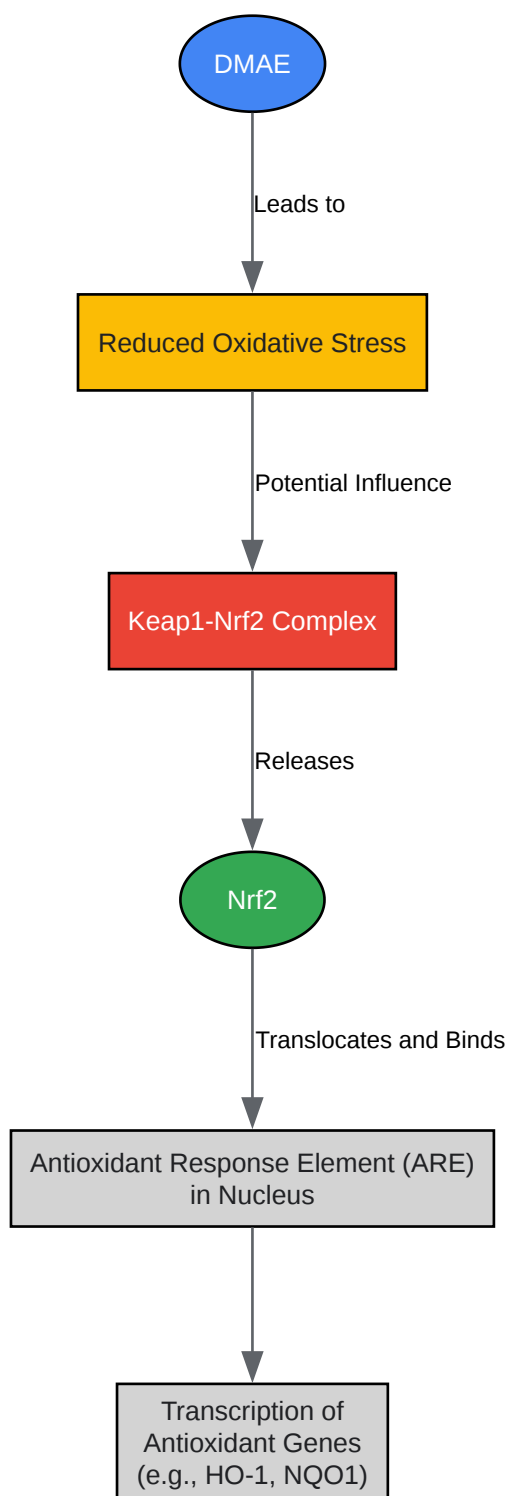 DMAE
Leads to
Reduced Oxidative Stress
Potential Influence
Keap1-Nrf2 Complex
Releases
Nrf2
Translocates and Binds
Antioxidant Response Element (ARE)
in Nucleus
Transcription of
Antioxidant Genes
(e.g., HO-1, NQO1)